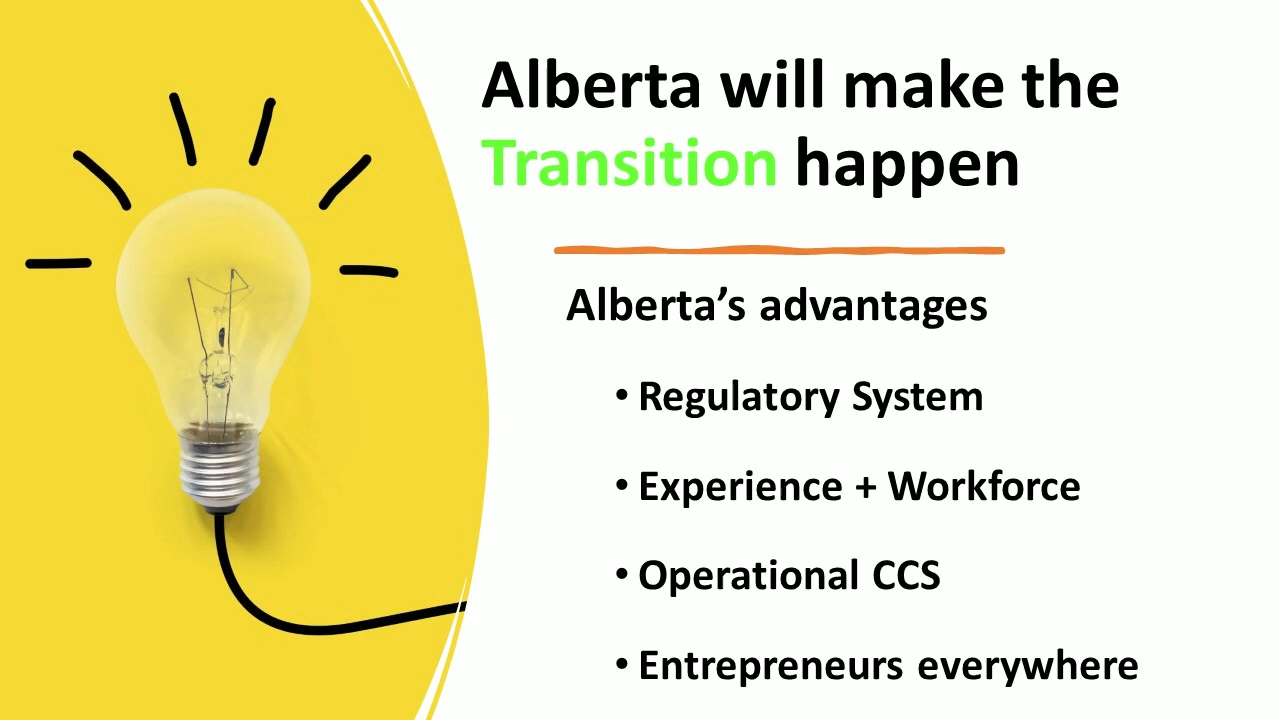 Alberta will make the
Transition happen
Alberta’s advantages
• Regulatory System
• Experience + Workforce
• Operational CCS
• Entrepreneurs everywhere